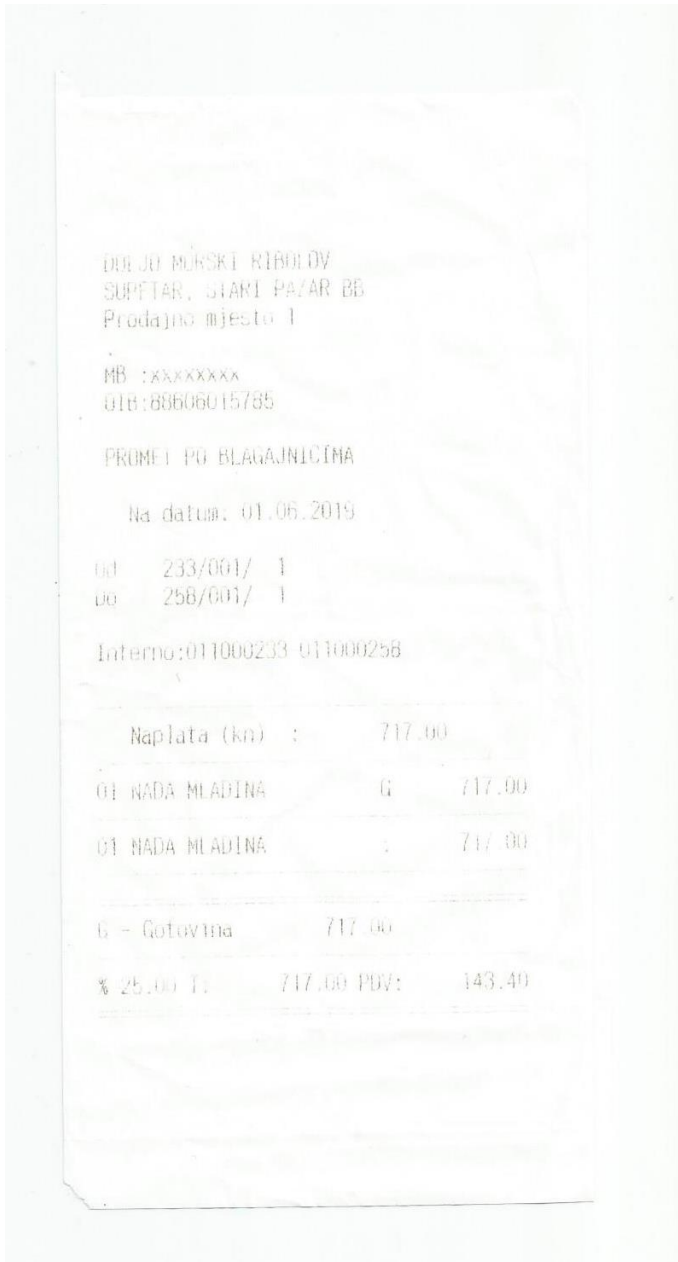 MORSKI RIBOLOV
SUPETAR, STARI PAZAR BB
Prodajno mjesto 1
MB :xxxxxxxx
OIB:88606015785
PROMET PO BLAGAJNICIMA
Na datum: 01.06.2019
Od 233/001/ 1
Do 258/001/ 1
Interno:011000233 011000258
Naplata (kn) : 717.00
01 NADA MLADINA G 717.00
01 NADA MLADINA : 717.00
G - Gotovina 717.00
% 25.00 T: 717.00 PDV: 143.40